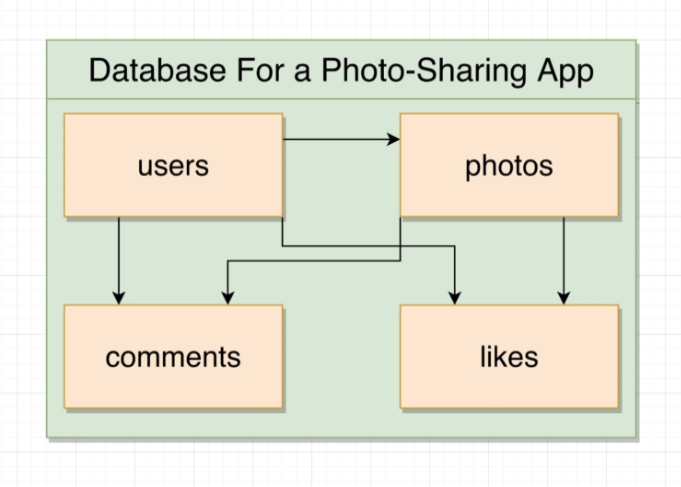 Database For a Photo-Sharing App
users
photos
comments
likes